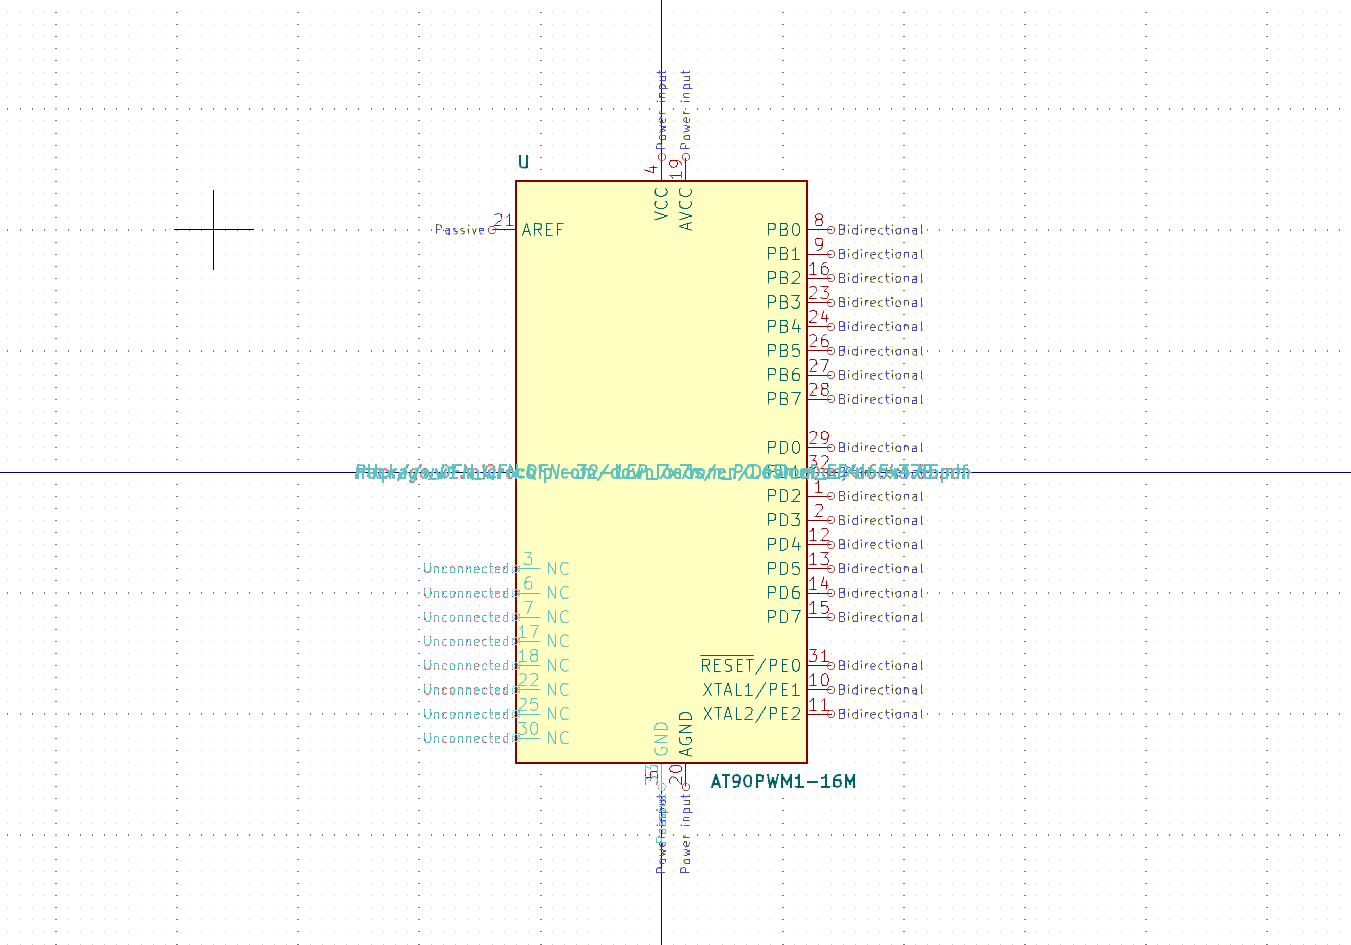 Power input
Power input
U
4
19
VCC
AVCC
Passive
21
AREF
PB0
8
Bidirectional
PB1
9
Bidirectional
PB2
16
Bidirectional
PB3
23
Bidirectional
PB4
24
Bidirectional
PB5
26
Bidirectional
PB6
27
Bidirectional
PB7
28
Bidirectional
PD0
29
Bidirectional
32
PD2
1
Bidirectional
PD3
2
Bidirectional
PD4
12
Bidirectional
Unconnected
3
NC
PD5
13
Bidirectional
Unconnected
6
NC
PD6
14
Bidirectional
Unconnected
7
NC
PD7
15
Bidirectional
Unconnected
17
NC
Unconnected
18
NC
RESET/PE0
31
Bidirectional
Unconnected
22
NC
XTAL1/PE1
10
Bidirectional
Unconnected
25
NC
XTAL2/PE2
11
Bidirectional
Unconnected
30
NC
GND
AGND
20
AT90PWM1-16M
Power input
Power input